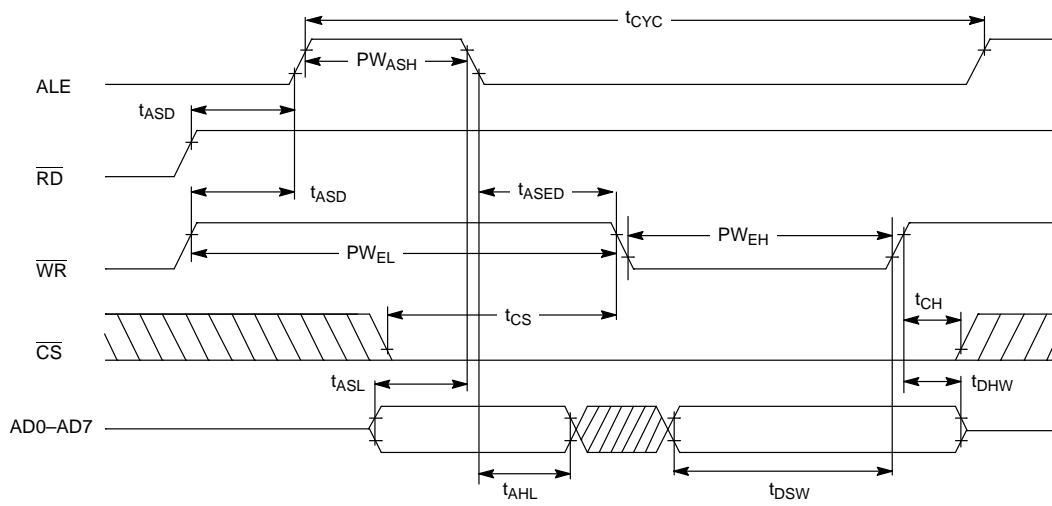 tCYC
PWASH
ALE
tASD
RD
tASD
tASED
PWEH
PWEL
WR
tCH
tCS
CS
tASL
tDHW
AD0–AD7
tAHL
tDSW